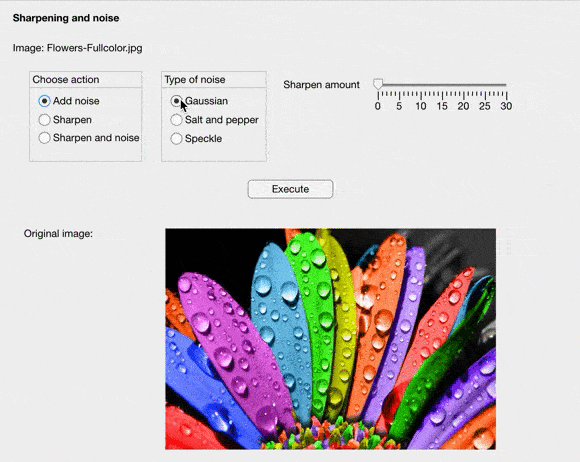 Sharpening and noise
Image: Flowers-Fullcolor.jpg
Choose action
Add noise
Sharpen
Sharpen and noise
Type of noise
Gaussian
Salt and pepper
Speckle
Sharpen amount
0 5 10 15 20 25 30
Execute
Original image: